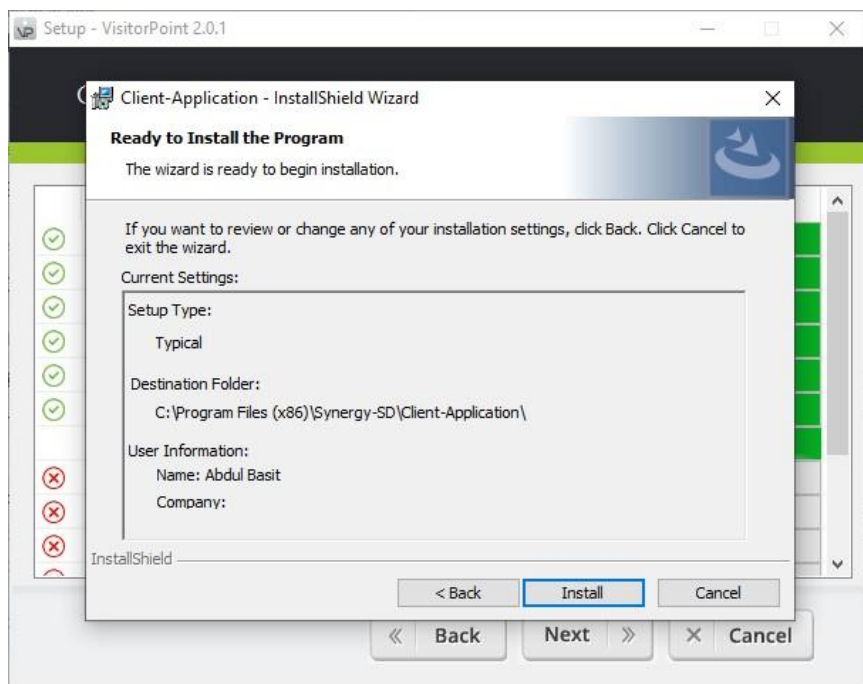 Setup - VisitorPoint 2.0.1
Client-Application - InstallShield Wizard
Ready to Install the Program
The wizard is ready to begin installation.
If you want to review or change any of your installation settings, click Back. Click Cancel to
exit the wizard.
Current Settings:
Setup Type:
Typical
Destination Folder:
C:\Program Files (x86)\Synergy-SD\Client-Application\
User Information:
Name: Abdul Basit
Company:
InstallShield
< Back Install Cancel
Back Next Cancel